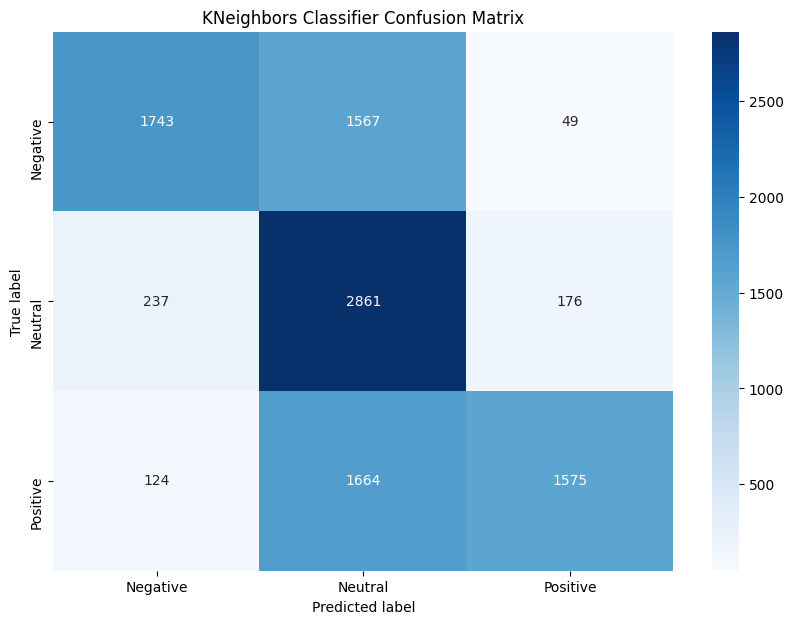 KNeighbors Classifier Confusion Matrix
True label
Negative
Neutral
Positive
1743 1567 49
237 2861 176
124 1664 1575
Negative Neutral Positive
Predicted label
2500
2000
1500
1000
500